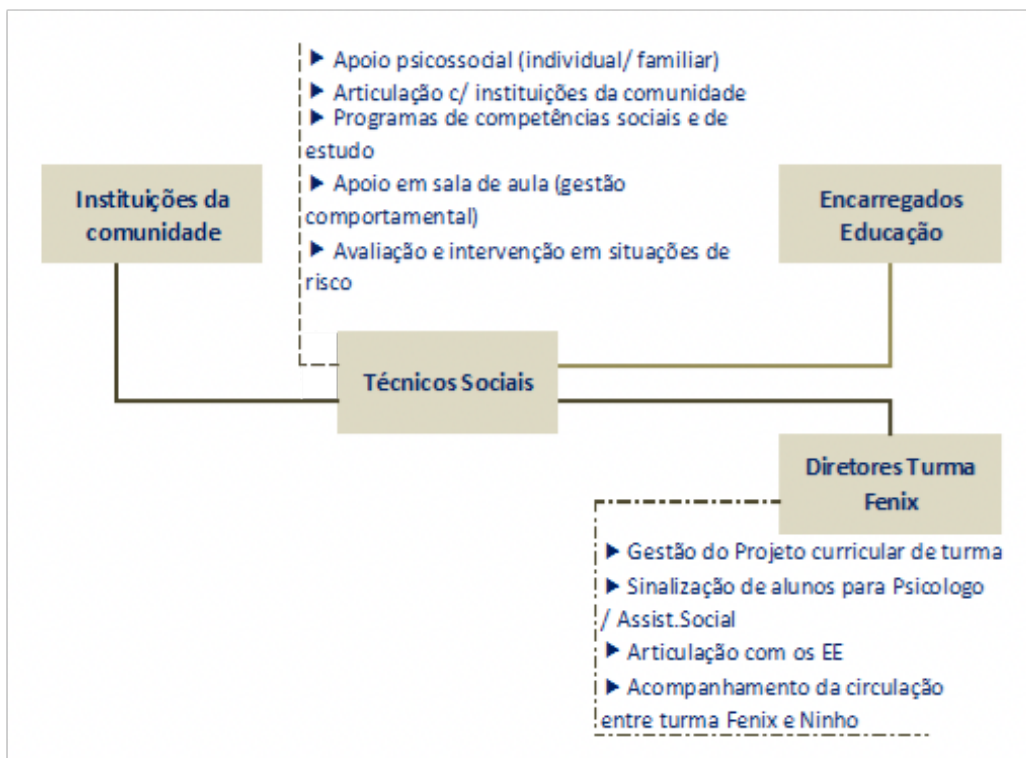 ► Apoio psicossocial (individual/ familiar)
► Articulação c/ instituições da comunidade
► Programas de competências sociais e de
estudo
► Apoio em sala de aula (gestão
comportamental)
► Avaliação e intervenção em situações de
risco
Instituições da
comunidade
Encarregados
Educação
Técnicos Sociais
Diretores Turma
Fenix
► Gestão do Projeto curricular de turma
► Sinalização de alunos para Psicologo
/ Assist.Social
► Articulação com os EE
► Acompanhamento da circulação
entre turma Fenix e Ninho